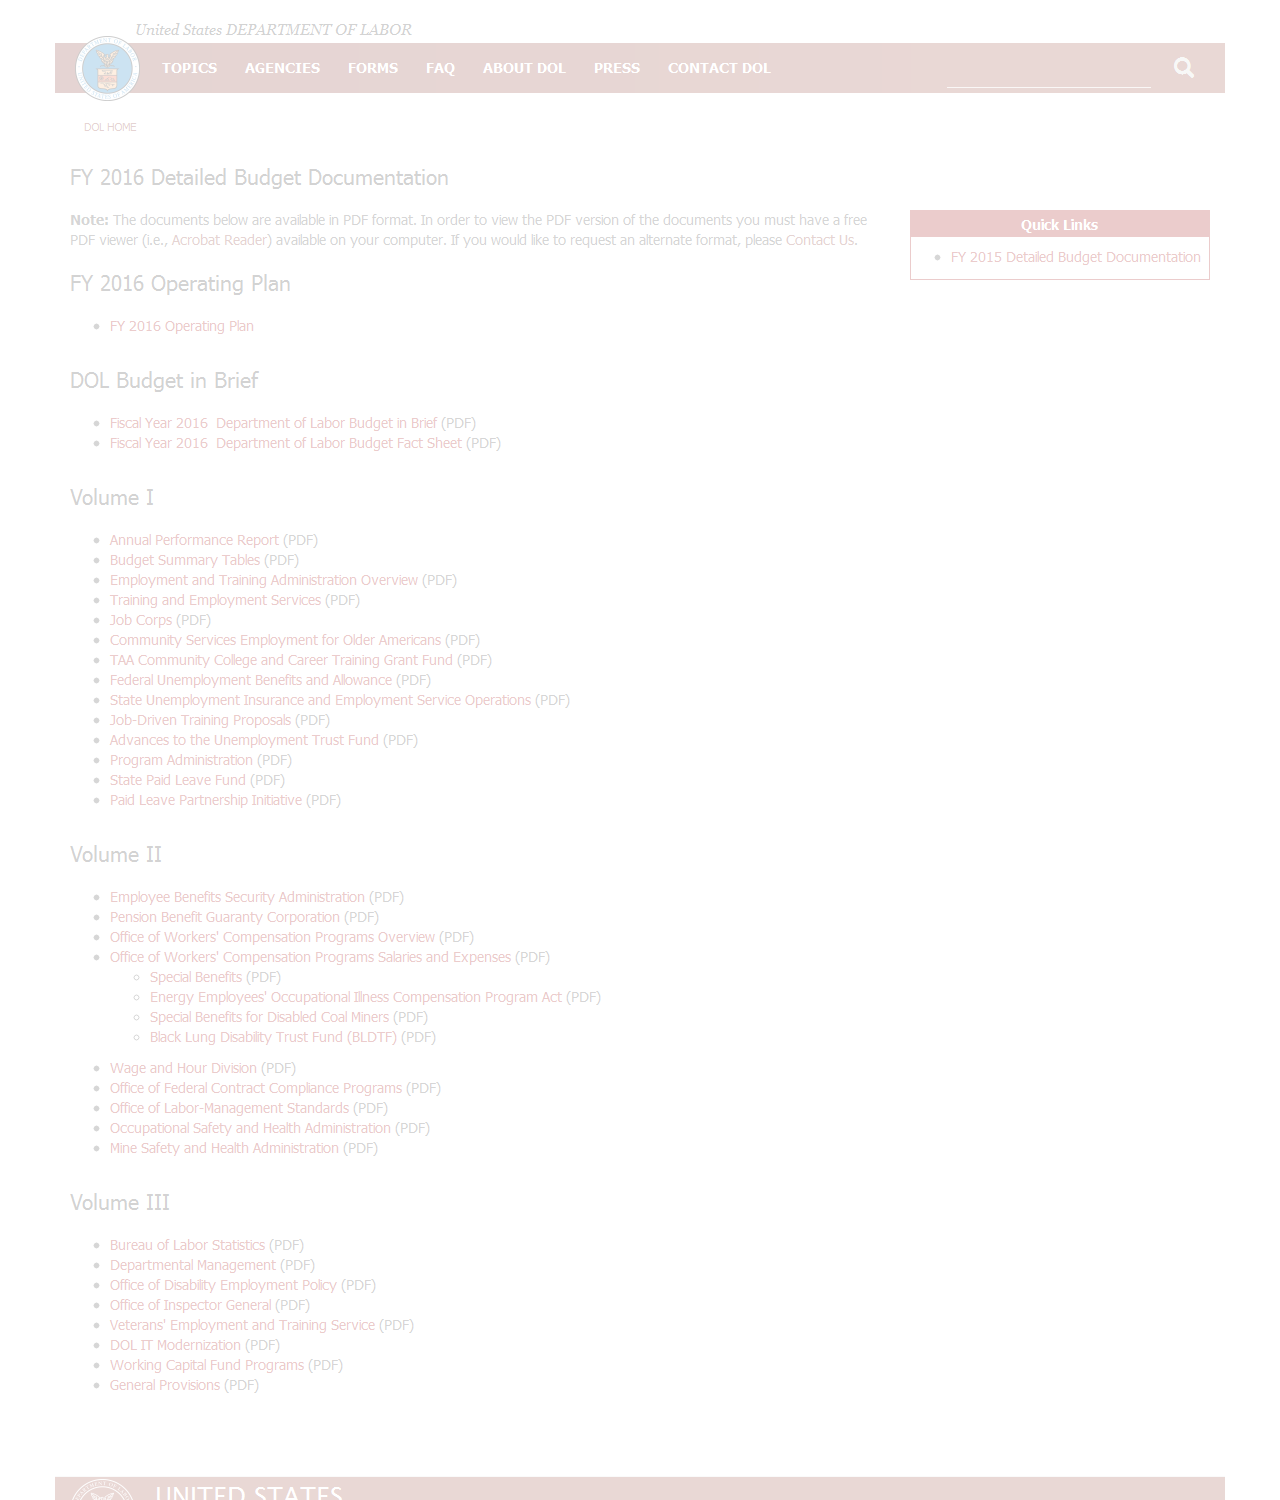 United States DEPARTMENT OF LABOR
TOPICS AGENCIES FORMS FAQ ABOUT DOL PRESS CONTACT DOL
DOL HOME
FY 2016 Detailed Budget Documentation
Note: The documents below are available in PDF format. In order to view the PDF version of the documents you must have a free
PDF viewer (i.e., Acrobat Reader) available on your computer. If you would like to request an alternate format, please Contact Us.
Quick Links
FY 2015 Detailed Budget Documentation
FY 2016 Operating Plan
FY 2016 Operating Plan
DOL Budget in Brief
Fiscal Year 2016  Department of Labor Budget in Brief (PDF)
Fiscal Year 2016  Department of Labor Budget Fact Sheet (PDF)
Volume I
Annual Performance Report (PDF)
Budget Summary Tables (PDF)
Employment and Training Administration Overview (PDF)
Training and Employment Services (PDF)
Job Corps (PDF)
Community Services Employment for Older Americans (PDF)
TAA Community College and Career Training Grant Fund (PDF)
Federal Unemployment Benefits and Allowance (PDF)
State Unemployment Insurance and Employment Service Operations (PDF)
Job-Driven Training Proposals (PDF)
Advances to the Unemployment Trust Fund (PDF)
Program Administration (PDF)
State Paid Leave Fund (PDF)
Paid Leave Partnership Initiative (PDF)
Volume II
Employee Benefits Security Administration (PDF)
Pension Benefit Guaranty Corporation (PDF)
Office of Workers' Compensation Programs Overview (PDF)
Office of Workers' Compensation Programs Salaries and Expenses (PDF)
Special Benefits (PDF)
Energy Employees' Occupational Illness Compensation Program Act (PDF)
Special Benefits for Disabled Coal Miners (PDF)
Black Lung Disability Trust Fund (BLDTF) (PDF)
Wage and Hour Division (PDF)
Office of Federal Contract Compliance Programs (PDF)
Office of Labor-Management Standards (PDF)
Occupational Safety and Health Administration (PDF)
Mine Safety and Health Administration (PDF)
Volume III
Bureau of Labor Statistics (PDF)
Departmental Management (PDF)
Office of Disability Employment Policy (PDF)
Office of Inspector General (PDF)
Veterans' Employment and Training Service (PDF)
DOL IT Modernization (PDF)
Working Capital Fund Programs (PDF)
General Provisions (PDF)
UNITED STATES